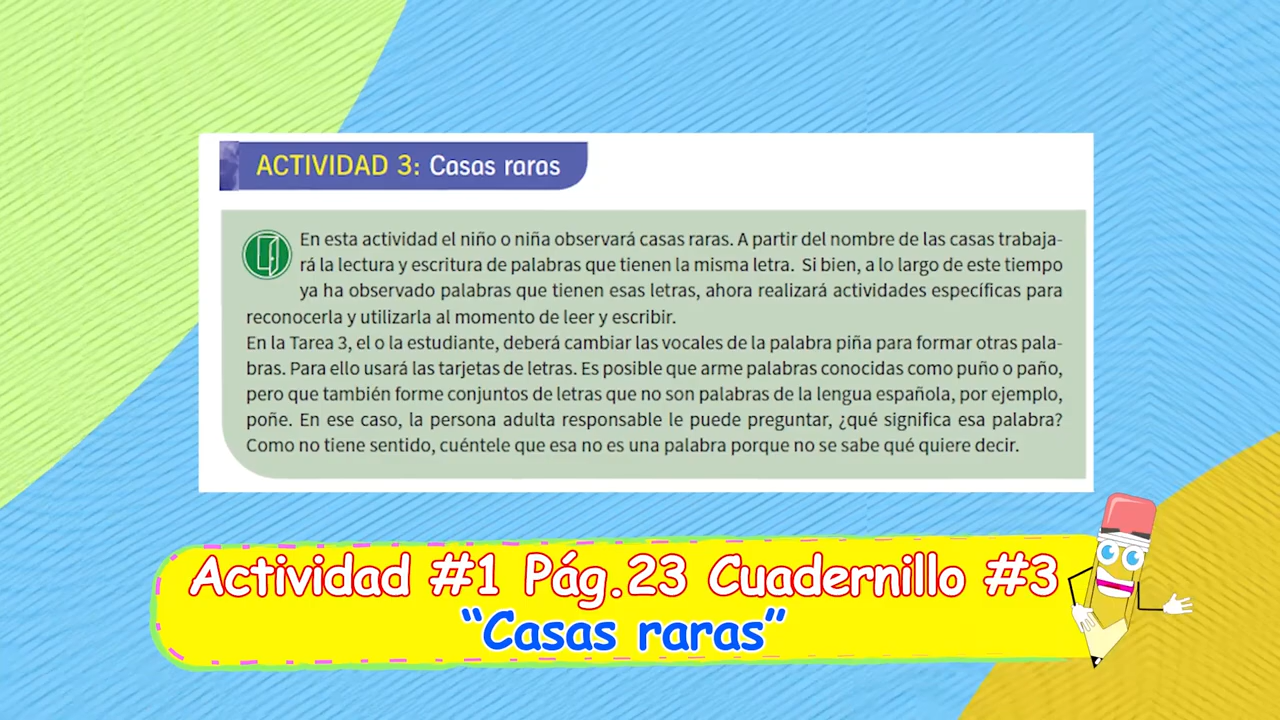 ACTIVIDAD 3: Casas raras
En esta actividad el niño o niña observará casas raras. A partir del nombre de las casas trabaja-
rá la lectura y escritura de palabras que tienen la misma letra. Si bien, a lo largo de este tiempo
ya ha observado palabras que tienen esas letras, ahora realizará actividades específicas para
reconocerla y utilizarla al momento de leer y escribir.
En la Tarea 3, el o la estudiante, deberá cambiar las vocales de la palabra piña para formar otras pala-
bras. Para ello usará las tarjetas de letras. Es posible que arme palabras conocidas como puño o paño,
pero que también forme conjuntos de letras que no son palabras de la lengua española, por ejemplo,
poñe. En ese caso, la persona adulta responsable le puede preguntar, ¿qué significa esa palabra?
Como no tiene sentido, cuéntele que esa no es una palabra porque no se sabe qué quiere decir.
Actividad #1 Pág.23 Cuadernillo #3
“Casas raras”